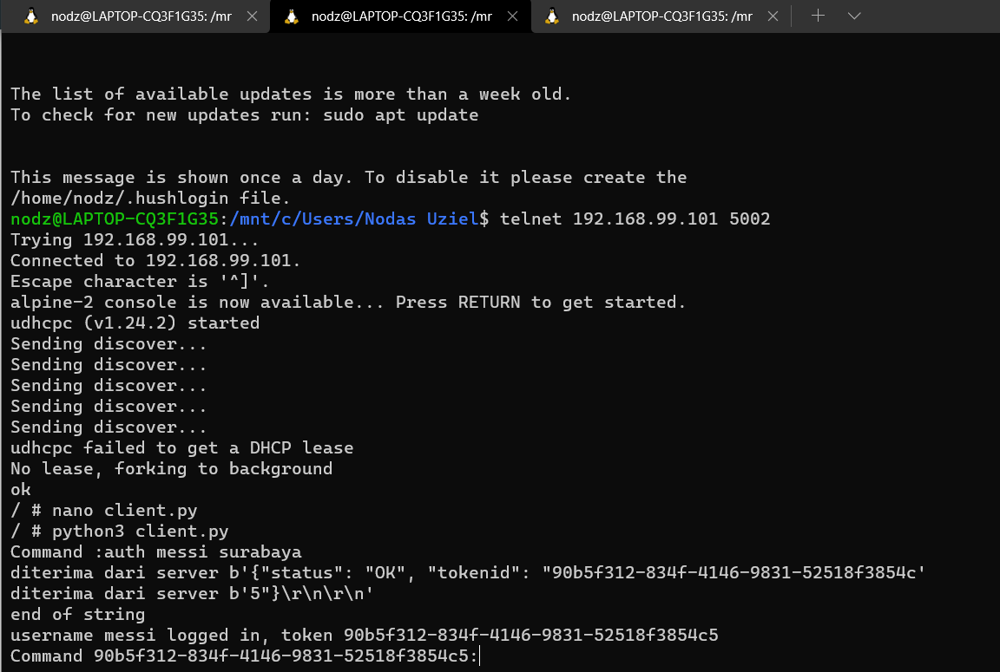 nodz@LAPTOP-CQ3F1G35: /mr
nodz@LAPTOP-CQ3F1G35: /mr
nodz@LAPTOP-CQ3F1G35: /mr
The list of available updates is more than a week old.
To check for new updates run: sudo apt update
This message is shown once a day. To disable it please create the
/home/nodz/.hushlogin file.
nodz@LAPTOP-CQ3F1G35:/mnt/c/Users/Nodas Uziel$ telnet 192.168.99.101 5002
Trying 192.168.99.101...
Connected to 192.168.99.101.
Escape character is '^]'.
alpine-2 console is now available... Press RETURN to get started.
udhcpc (v1.24.2) started
Sending discover...
Sending discover...
Sending discover...
Sending discover...
Sending discover...
udhcpc failed to get a DHCP lease
No lease, forking to background
ok
/ # nano client.py
/ # python3 client.py
Command :auth messi surabaya
diterima dari server b'{"status": "OK", "tokenid": "90b5f312-834f-4146-9831-52518f3854c'
diterima dari server b'5"}\r\n\r\n'
end of string
username messi logged in, token 90b5f312-834f-4146-9831-52518f3854c5
Command 90b5f312-834f-4146-9831-52518f3854c5: